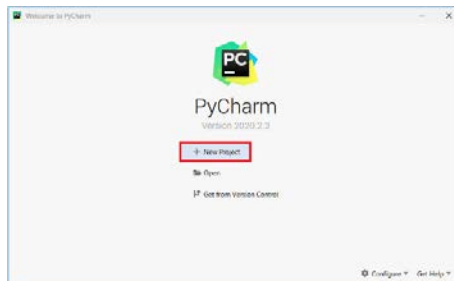 Welcome to PyCharm
PC
PyCharm
Version 2020.2.3
+ New Project
Open
Get from Version Control
Configure
Get Help